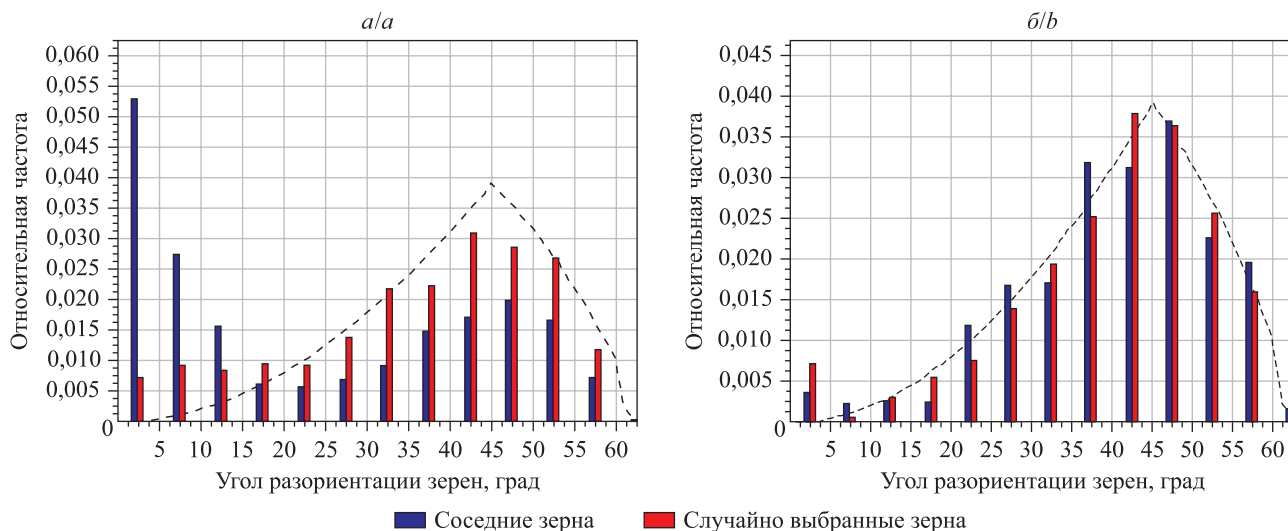 а/a
Относительная частота
0,060
0,055
0,050
0,045
0,040
0,035
0,030
0,025
0,020
0,015
0,010
0,005
0
5 10 15 20 25 30 35 40 45 50 55 60
Угол разориентации зерен, град
б/b
Относительная частота
0,045
0,040
0,035
0,030
0,025
0,020
0,015
0,010
0,005
0
5 10 15 20 25 30 35 40 45 50 55 60
Угол разориентации зерен, град
Соседние зерна Случайно выбранные зерна